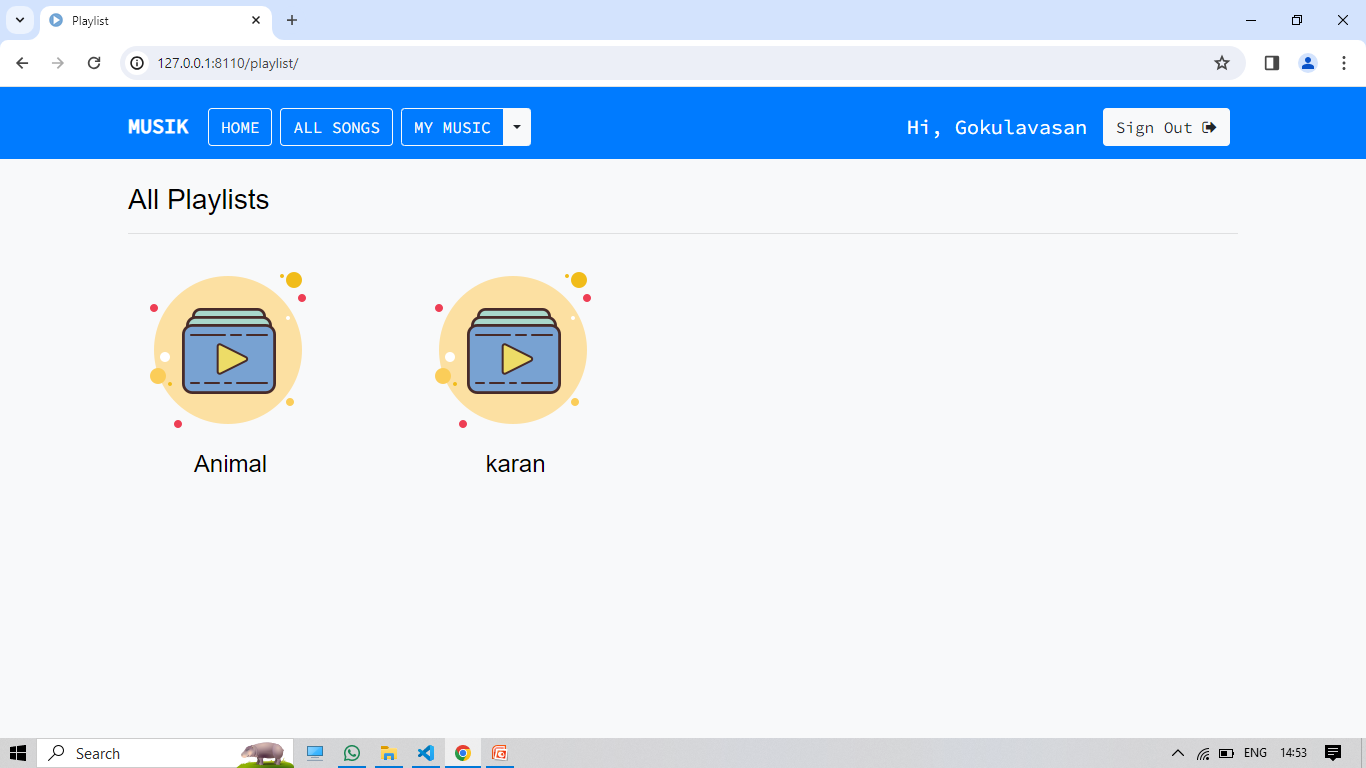 Playlist
127.0.0.1:8110/playlist/
MUSIK HOME ALL SONGS MY MUSIC Hi, Gokulavasan Sign Out
All Playlists
Animal karan
Search ENG 14:53